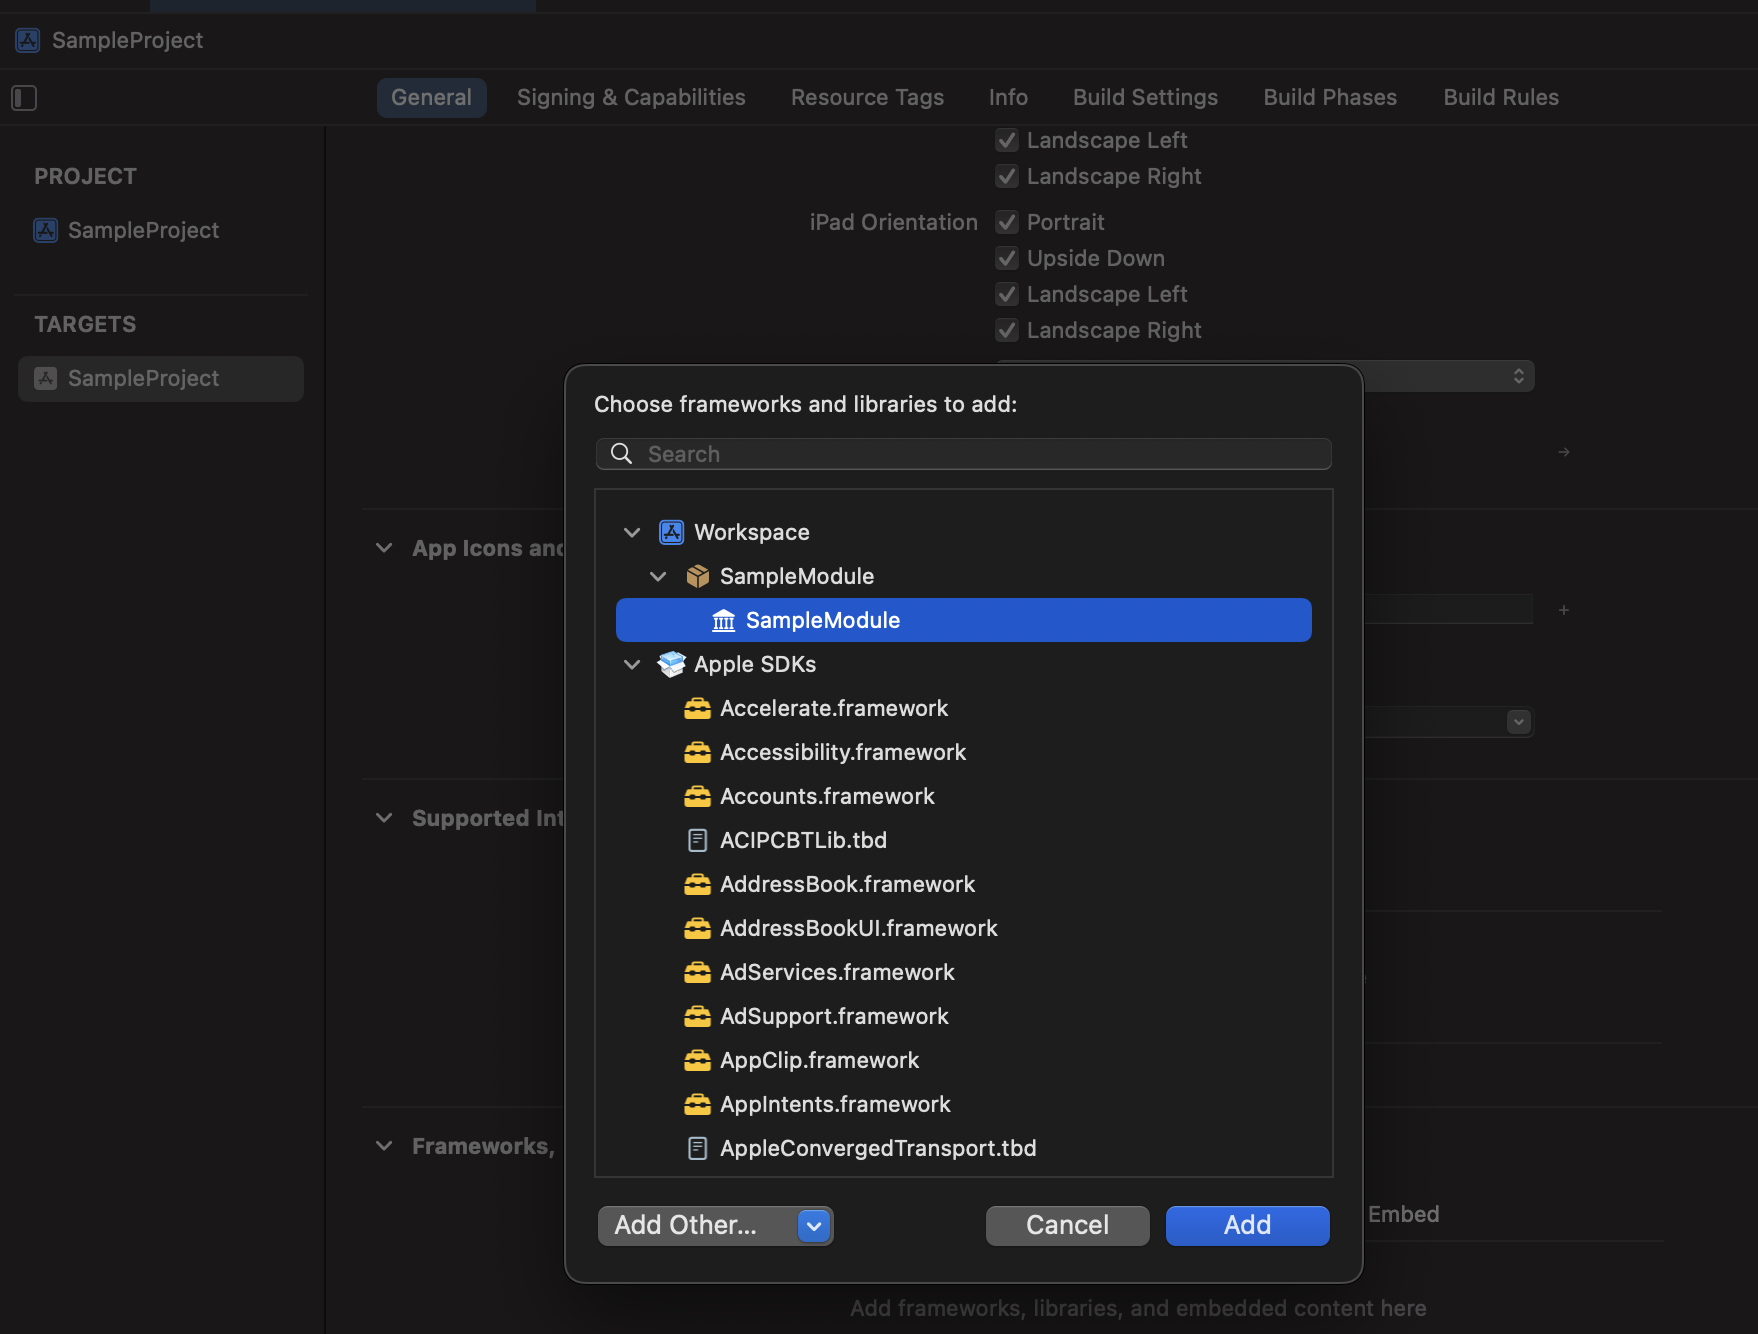 SampleProject
General
Signing & Capabilities
Resource Tags
Info
Build Settings
Build Phases
Build Rules
PROJECT
SampleProject
TARGETS
SampleProject
Landscape Left
Landscape Right
iPad Orientation
Portrait
Upside Down
Landscape Left
Landscape Right
App Icons and
Supported Int
Frameworks,
Choose frameworks and libraries to add:
Search
Workspace
SampleModule
SampleModule
Apple SDKs
Accelerate.framework
Accessibility.framework
Accounts.framework
ACIPCBTLib.tbd
AddressBook.framework
AddressBookUI.framework
AdServices.framework
AdSupport.framework
AppClip.framework
AppIntents.framework
AppleConvergedTransport.tbd
Add Other...
Cancel
Add
Embed
Add frameworks, libraries, and embedded content here